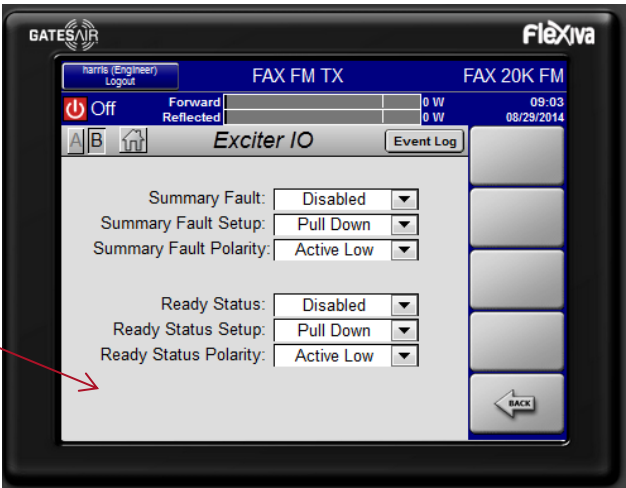 GATESAIR
Flexiva
harris (Engineer)
Logout
FAX FM TX
FAX 20K FM
Off
Forward
0 W
09:03
Reflected
0 W
08/29/2014
A B
Exciter IO
Event Log
Summary Fault: Disabled
Summary Fault Setup: Pull Down
Summary Fault Polarity: Active Low
Ready Status: Disabled
Ready Status Setup: Pull Down
Ready Status Polarity: Active Low
BACK